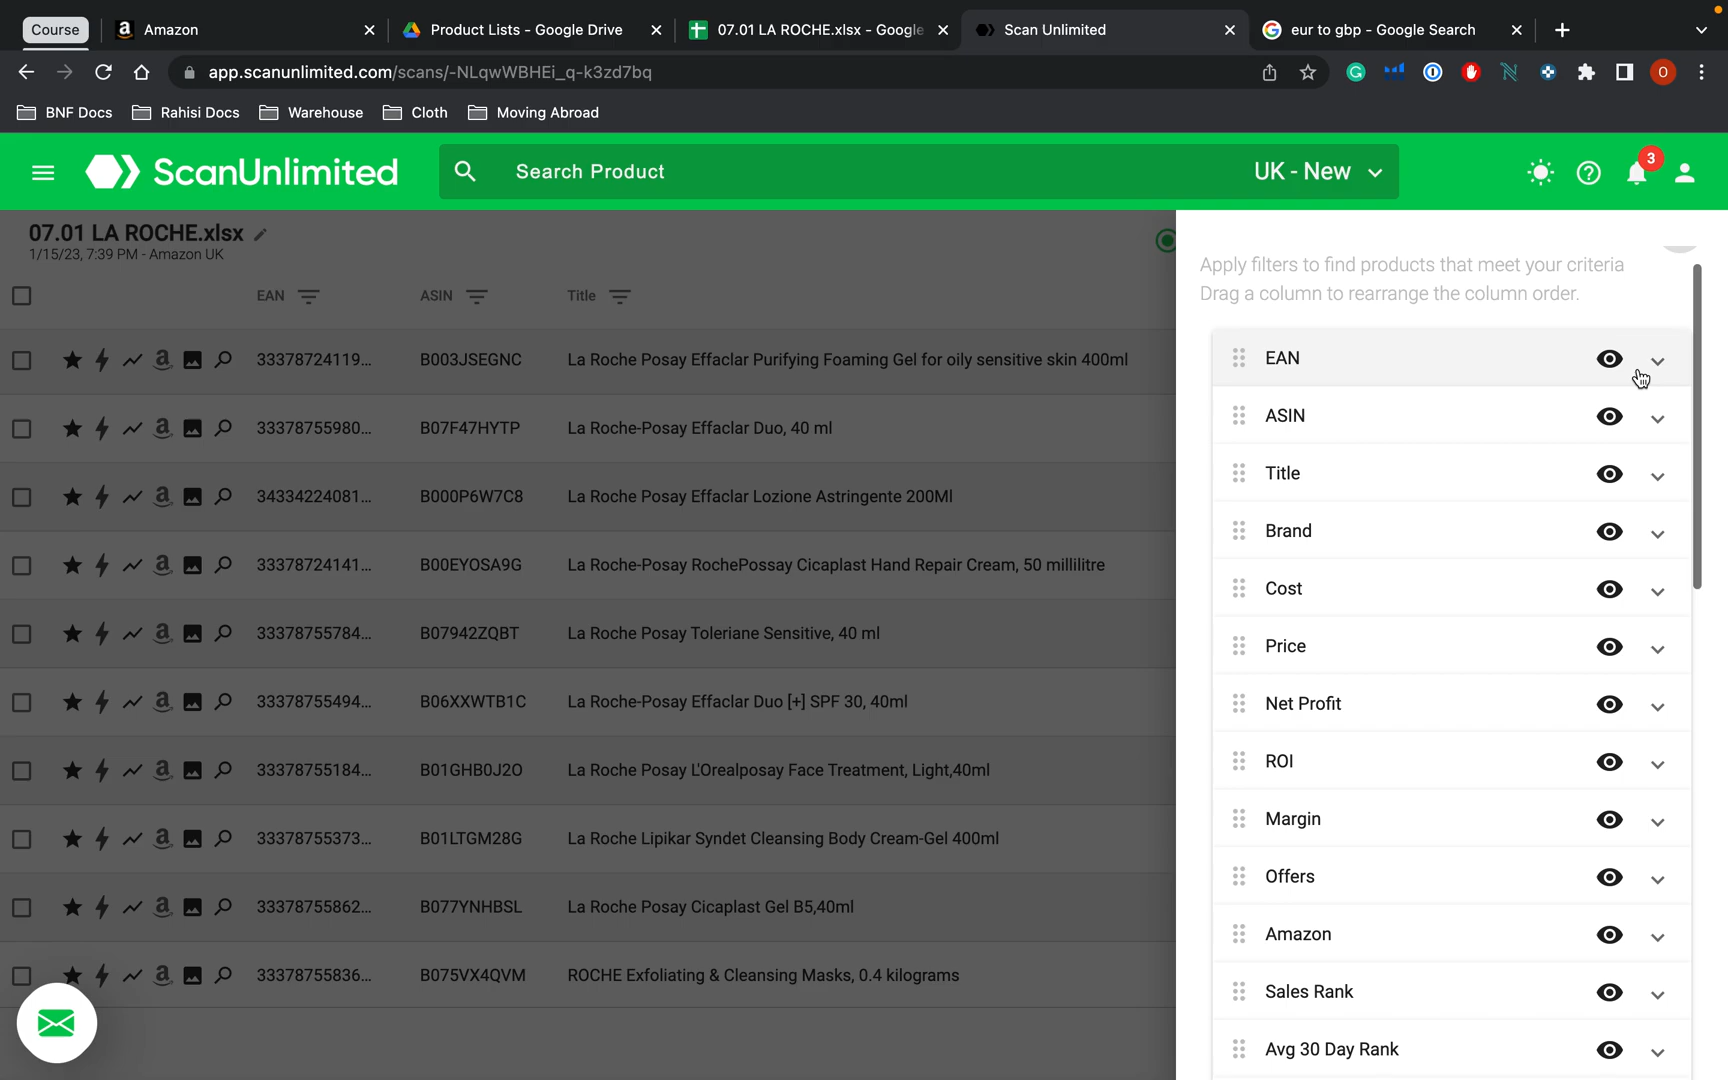 Course
Amazon
Product Lists - Google Drive
07.01 LA ROCHE.xlsx - Google
Scan Unlimited
eur to gbp - Google Search
app.scanunlimited.com/scans/-NLqwWBHEi_q-k3zd7bq
O
BNF Docs
Rahisi Docs
Warehouse
Cloth
Moving Abroad
ScanUnlimited
Search Product
UK - New
3
07.01 LA ROCHE.xlsx
1/15/23, 7:39 PM - Amazon UK
EAN
ASIN
Title
33378724119... B003JSEGNC La Roche Posay Effaclar Purifying Foaming Gel for oily sensitive skin 400ml
33378755980... B07F47HYTP La Roche-Posay Effaclar Duo, 40 ml
34334224081... B000P6W7C8 La Roche Posay Effaclar Lozione Astringente 200Ml
33378724141... B00EYOSA9G La Roche-Posay RochePossay Cicaplast Hand Repair Cream, 50 millilitre
33378755784... B07942ZQBT La Roche Posay Toleriane Sensitive, 40 ml
33378755494... B06XXWTB1C La Roche-Posay Effaclar Duo [+] SPF 30, 40ml
33378755184... B01GHB0J2O La Roche Posay L'Orealposay Face Treatment, Light,40ml
33378755373... B01LTGM28G La Roche Lipikar Syndet Cleansing Body Cream-Gel 400ml
33378755862... B077YNHBSL La Roche Posay Cicaplast Gel B5,40ml
33378755836... B075VX4QVM ROCHE Exfoliating & Cleansing Masks, 0.4 kilograms
Apply filters to find products that meet your criteria
Drag a column to rearrange the column order.
EAN
ASIN
Title
Brand
Cost
Price
Net Profit
ROI
Margin
Offers
Amazon
Sales Rank
Avg 30 Day Rank